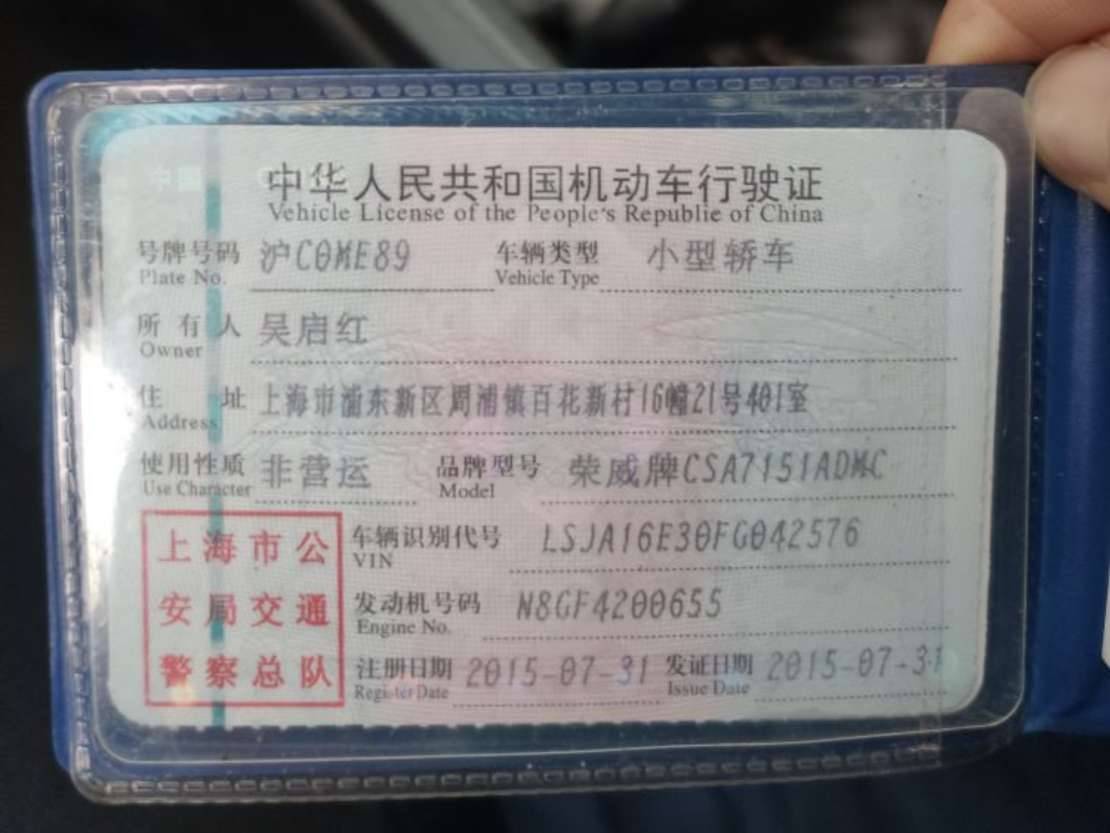 中华人民共和国机动车行驶证
Vehicle License of the People's Republie of China
号牌号码 沪C0ME89 车辆类型 小型轿车
Plate No. Vehicle Type
所有人 吴启红
Owner
住址 上海市浦东新区周浦镇百花新村16幢21号401室
Address
使用性质 非营运 品牌型号 荣威牌CSA7151ADMC
Use Character Model
上海市公安局交通警察总队
车辆识别代号 LSJA16E30FG042576
VIN
发动机号码 N8GF4200655
Engine No.
注册日期 2015-07-31 发证日期 2015-07-31
Register Date Issue Date